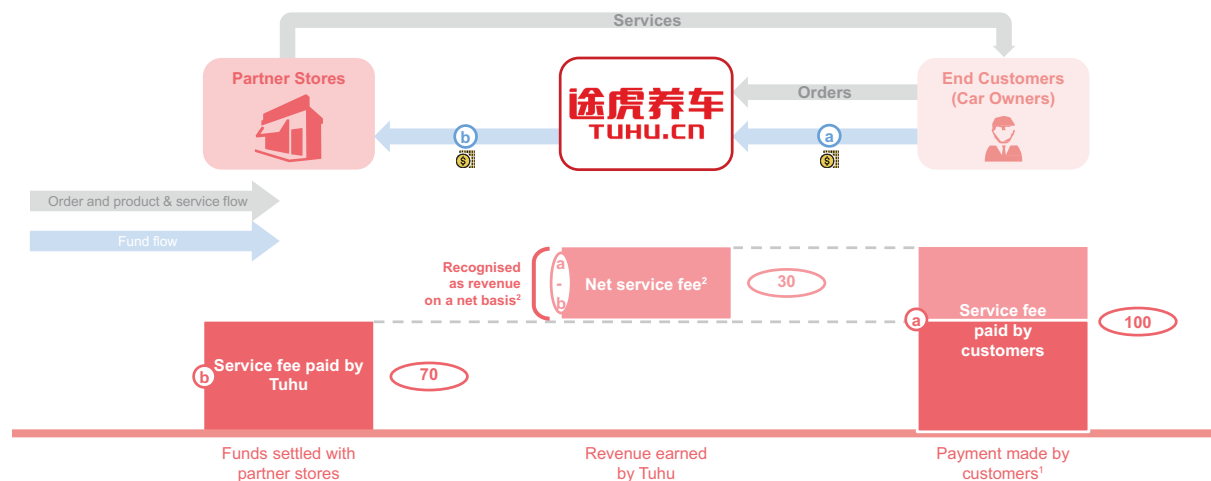 Services
Partner Stores
途虎养车
TUHU.CN
End Customers
(Car Owners)
Orders
b
a
Order and product & service flow
Fund flow
Recognised
as revenue
on a net basis²
a
-
b
Net service fee²
30
a
Service fee
paid by
customers
100
b
Service fee paid by
Tuhu
70
Funds settled with
partner stores
Revenue earned
by Tuhu
Payment made by
customers¹